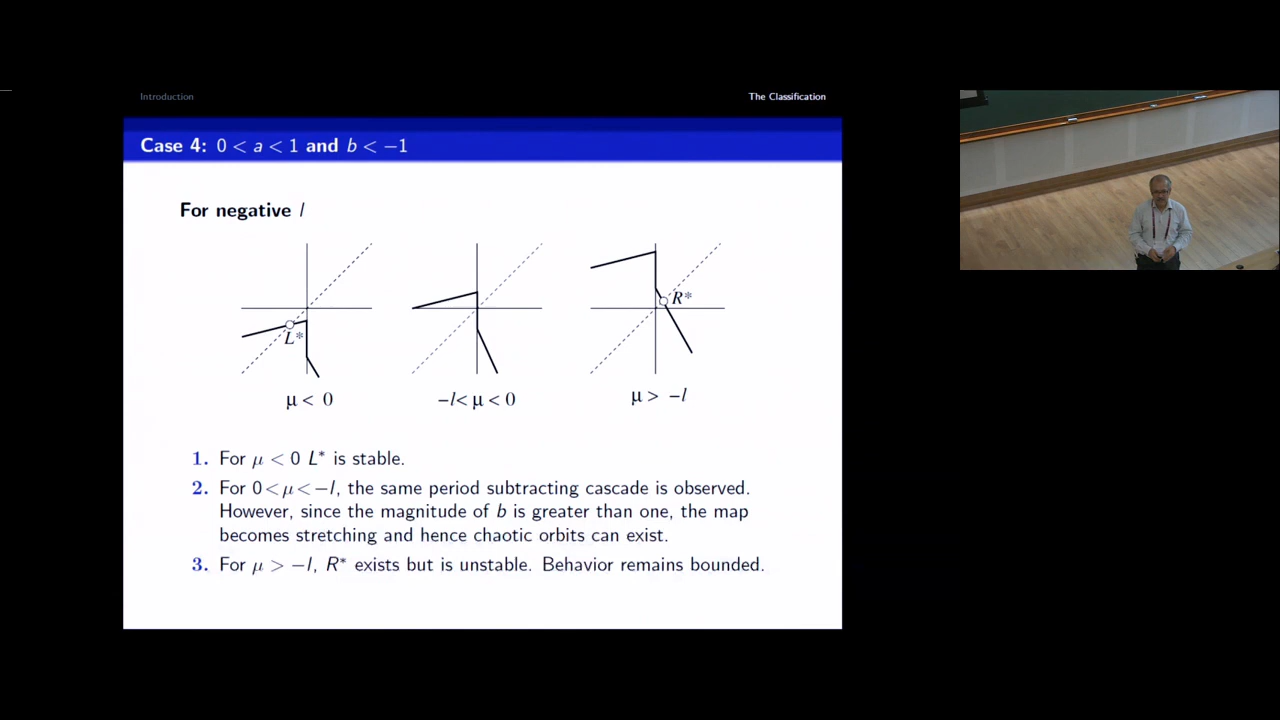 Introduction
The Classification
Case 4: 0 < a < 1 and b < −1
For negative l
L*
R*
μ < 0
−l< μ < 0
μ > −l
1. For μ < 0 L* is stable.
2. For 0<μ<−l, the same period subtracting cascade is observed.
However, since the magnitude of b is greater than one, the map
becomes stretching and hence chaotic orbits can exist.
3. For μ > −l, R* exists but is unstable. Behavior remains bounded.